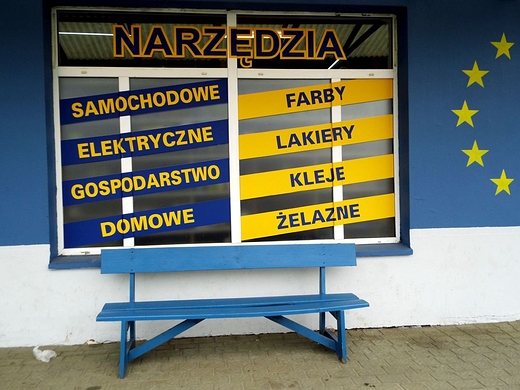 NARZĘDZIA
SAMOCHODOWE
ELEKTRYCZNE
GOSPODARSTWO
DOMOWE
FARBY
LAKIERY
KLEJE
ŻELAZNE